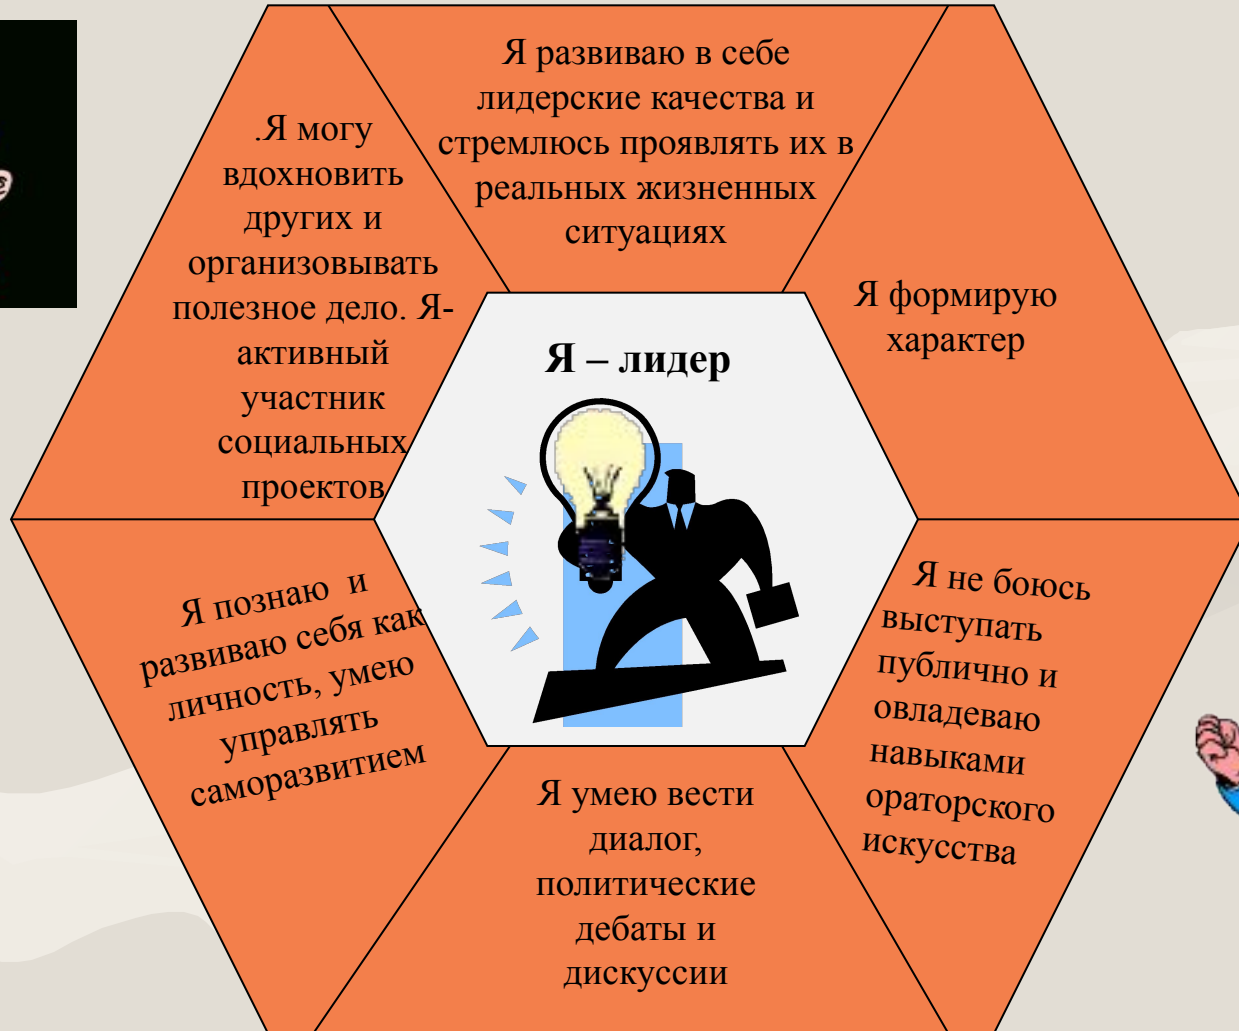 Я развиваю в себе
лидерские качества и
стремлюсь проявлять их в
реальных жизненных
ситуациях
.Я могу
вдохновить
других и
организовывать
полезное дело. Я-
активный
участник
социальных
проектов
Я формирую
характер
Я – лидер
Я познаю  и
развиваю себя как
личность, умею
управлять
саморазвитием
Я не боюсь
выступать
публично и
овладеваю
навыками
ораторского
искусства
Я умею вести
диалог,
политические
дебаты и
дискуссии